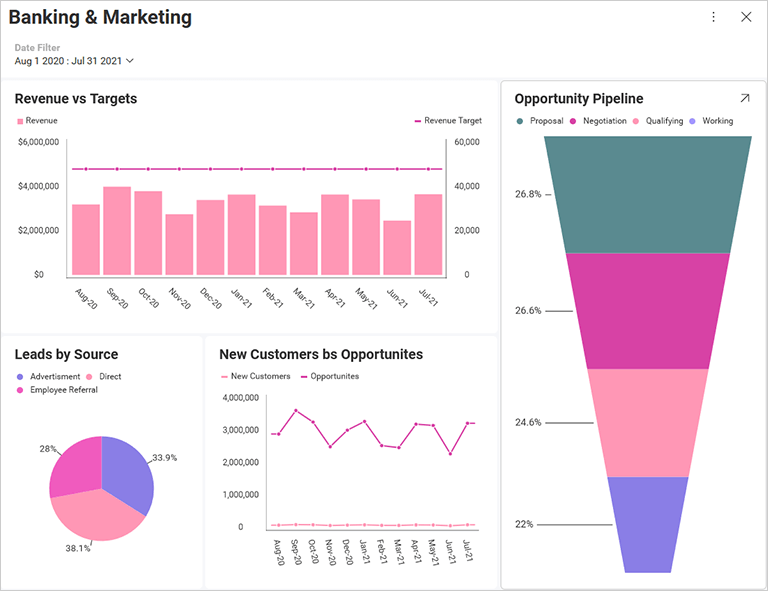 Banking & Marketing
Date Filter
Aug 1 2020 : Jul 31 2021
Revenue vs Targets
Revenue
Revenue Target
$6,000,000
$4,000,000
$2,000,000
$0
60,000
40,000
20,000
0
Aug-20
Sep-20
Oct-20
Nov-20
Dec-20
Jan-21
Feb-21
Mar-21
Apr-21
May-21
Jun-21
Jul-21
Opportunity Pipeline
Proposal Negotiation Qualifying Working
26.8%
26.6%
24.6%
22%
Leads by Source
Advertisment Direct
Employee Referral
28%
33.9%
38.1%
New Customers bs Opportunites
New Customers Opportunites
4,000,000
3,000,000
2,000,000
1,000,000
0
Aug-20
Sep-20
Oct-20
Nov-20
Dec-20
Jan-21
Feb-21
Mar-21
Apr-21
May-21
Jun-21
Jul-21